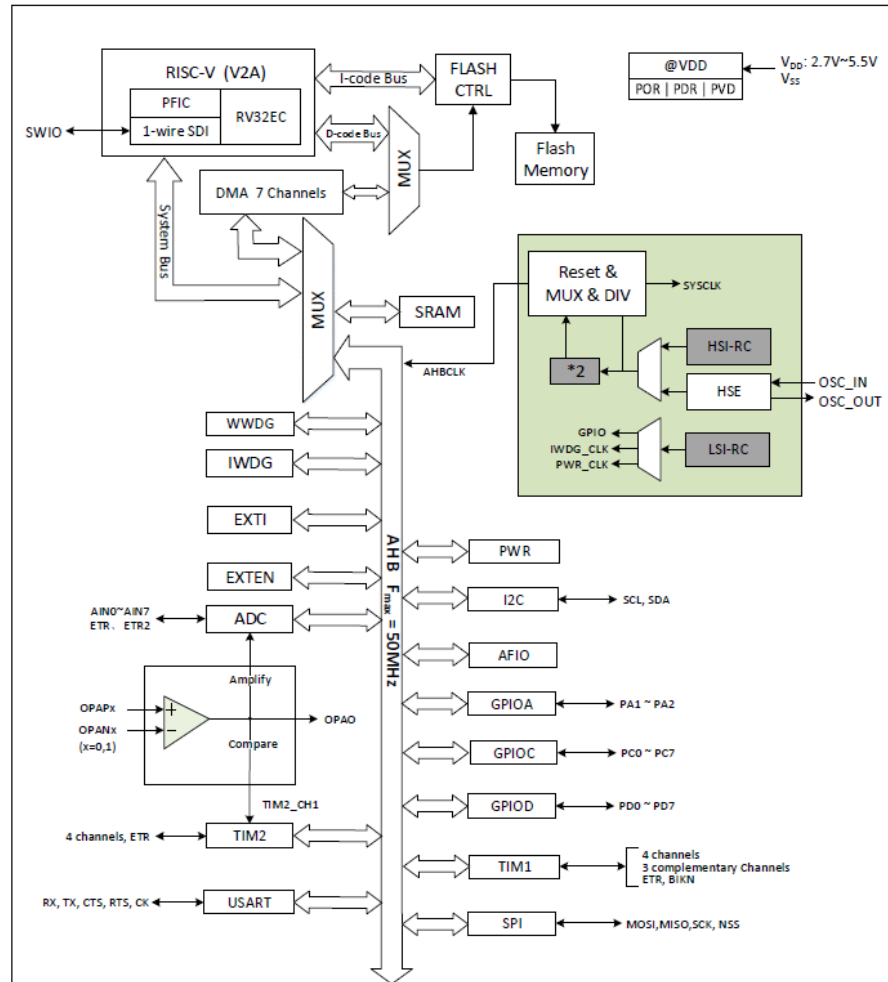 RISC-V (V2A)
PFIC
1-wire SDI
RV32EC
SWIO
I-code Bus
D-code Bus
FLASH
CTRL
Flash
Memory
@VDD
POR | PDR | PVD
VDD: 2.7V~5.5V
VSS
System Bus
DMA 7 Channels
MUX
MUX
SRAM
Reset &
MUX & DIV
SYSCLK
AHBCLK
*2
HSI-RC
HSE
OSC_IN
OSC_OUT
GPIO
IWDG_CLK
PWR_CLK
LSI-RC
WWDG
IWDG
EXTI
EXTEN
AIN0~AIN7
ETR、ETR2
ADC
Amplify
OPAPx
OPANx
(x=0,1)
+
−
OPAO
Compare
TIM2_CH1
4 channels, ETR
TIM2
RX, TX, CTS, RTS, CK
USART
AHB Fmax = 50MHz
PWR
I2C
SCL, SDA
AFIO
GPIOA
PA1 ~ PA2
GPIOC
PC0 ~ PC7
GPIOD
PD0 ~ PD7
TIM1
4 channels
3 complementary Channels
ETR, BIKN
SPI
MOSI,MISO,SCK, NSS